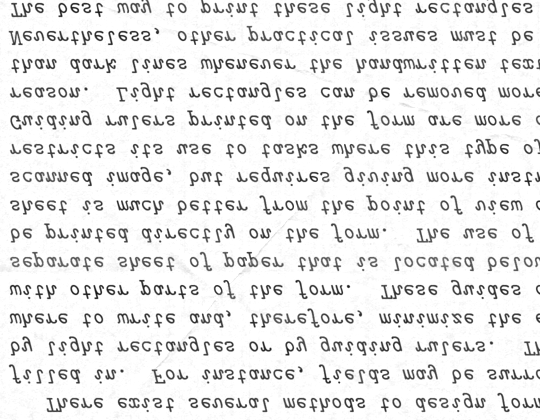 There exist several methods to design form
filled in. For instance, fields may be surro
by light rectangles or by guiding rulers. Th
where to write and, therefore, minimize the e
with other parts of the form. These guides c
separate sheet of paper that is located below
be printed directly on the form. The use of
sheet is much better from the point of view o
scanned image, but requires giving more instr
restricts its use to tasks where this type of
Guiding rulers printed on the form are more c
reason. Light rectangles can be removed more
than dark lines whenever the handwritten text
Nevertheless, other practical issues must be
The best way to print these light rectangles